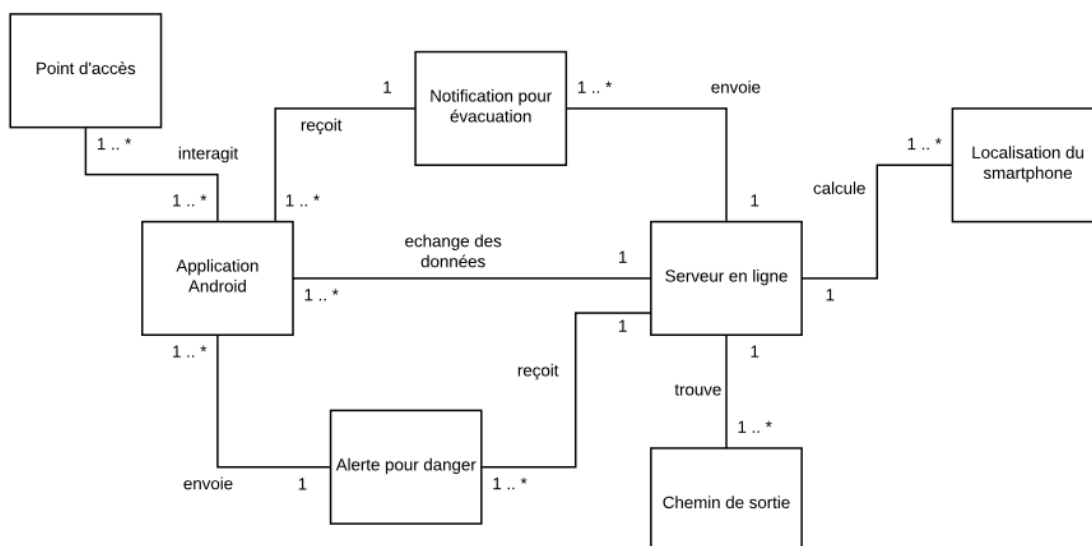 Point d'accès
1 .. *
interagit
1 .. *
Application
Android
1
reçoit
1 .. *
Notification pour
évacuation
1 .. *
envoie
1
echange des
données
1 .. *
1
Serveur en ligne
1
calcule
1 .. *
Localisation du
smartphone
1 .. *
envoie
1
Alerte pour danger
1 .. *
reçoit
1
1
trouve
1 .. *
Chemin de sortie